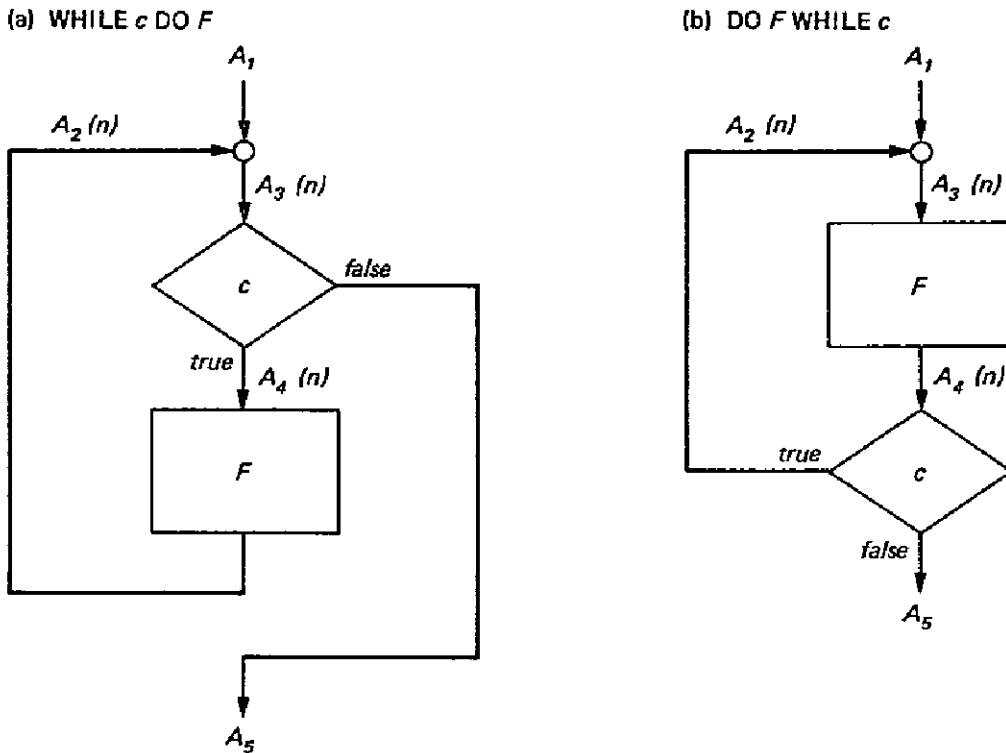 (a) WHILE c DO F
A1
A2 (n)
A3 (n)
c
false
true
A4 (n)
F
A5
(b) DO F WHILE c
A1
A2 (n)
A3 (n)
F
A4 (n)
true
c
false
A5